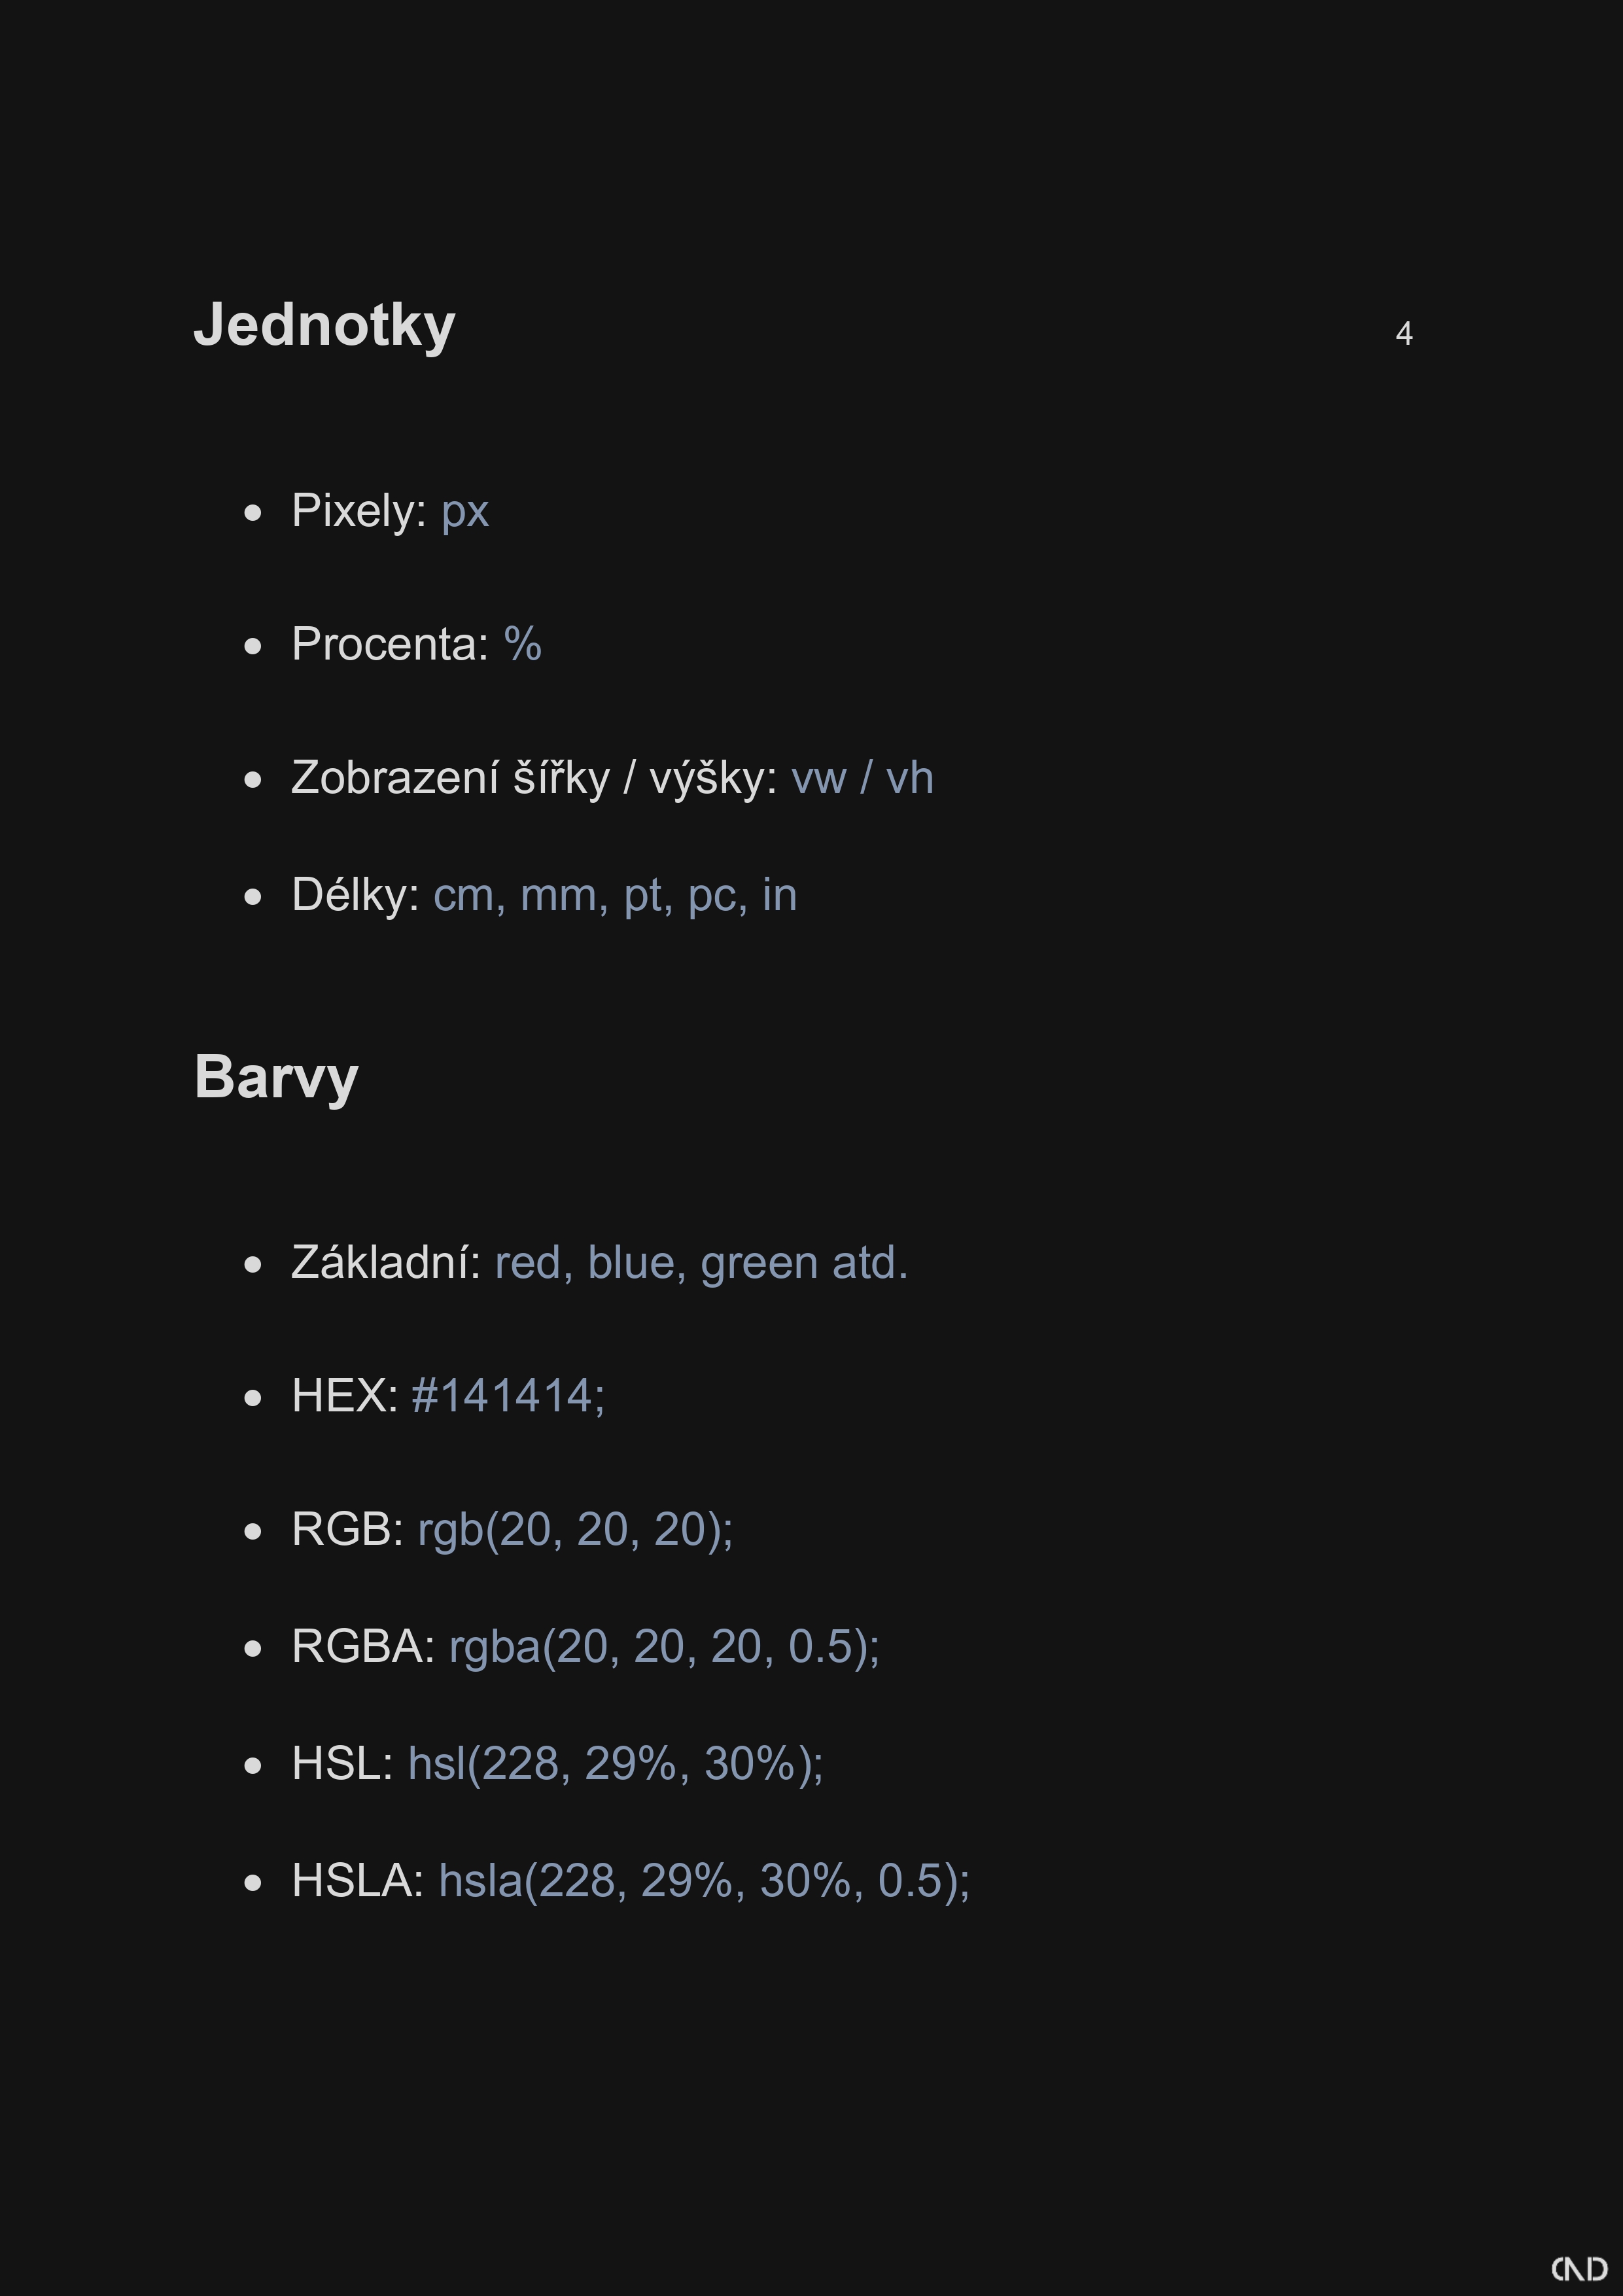 Jednotky 4
• Pixely: px
• Procenta: %
• Zobrazení šířky / výšky: vw / vh
• Délky: cm, mm, pt, pc, in
Barvy
• Základní: red, blue, green atd.
• HEX: #141414;
• RGB: rgb(20, 20, 20);
• RGBA: rgba(20, 20, 20, 0.5);
• HSL: hsl(228, 29%, 30%);
• HSLA: hsla(228, 29%, 30%, 0.5);